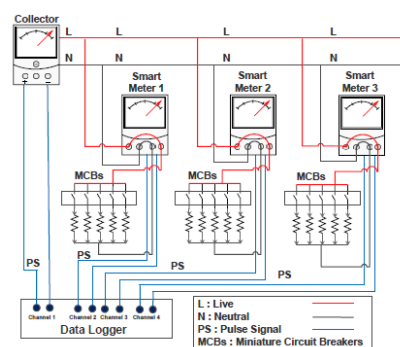 Collector
L
L
L
N
N
N
Smart
Meter 1
Smart
Meter 2
Smart
Meter 3
MCBs
MCBs
MCBs
PS
PS
PS
Channel 1
Channel 2
Channel 3
Channel 4
Data Logger
L : Live
N : Neutral
PS : Pulse Signal
MCBs : Miniature Circuit Breakers